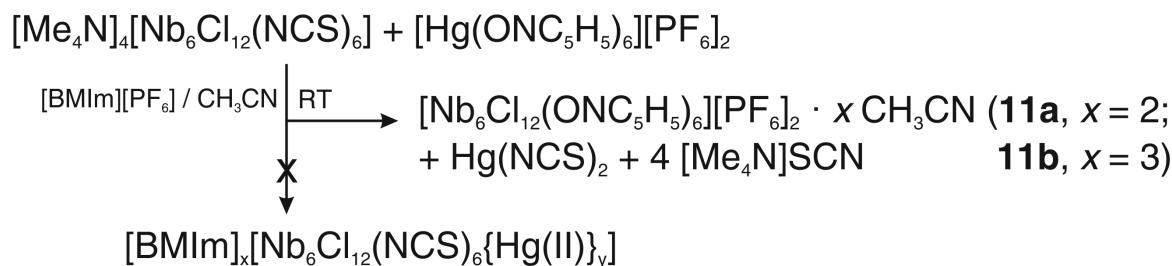 [Me₄N]₄[Nb₆Cl₁₂(NCS)₆] + [Hg(ONC₅H₅)₆][PF₆]₂
[BMIm][PF₆] / CH₃CN RT
[Nb₆Cl₁₂(ONC₅H₅)₆][PF₆]₂ · x CH₃CN (11a, x = 2;
+ Hg(NCS)₂ + 4 [Me₄N]SCN 11b, x = 3)
X
[BMIm]ₓ[Nb₆Cl₁₂(NCS)₆{Hg(II)}ᵧ]